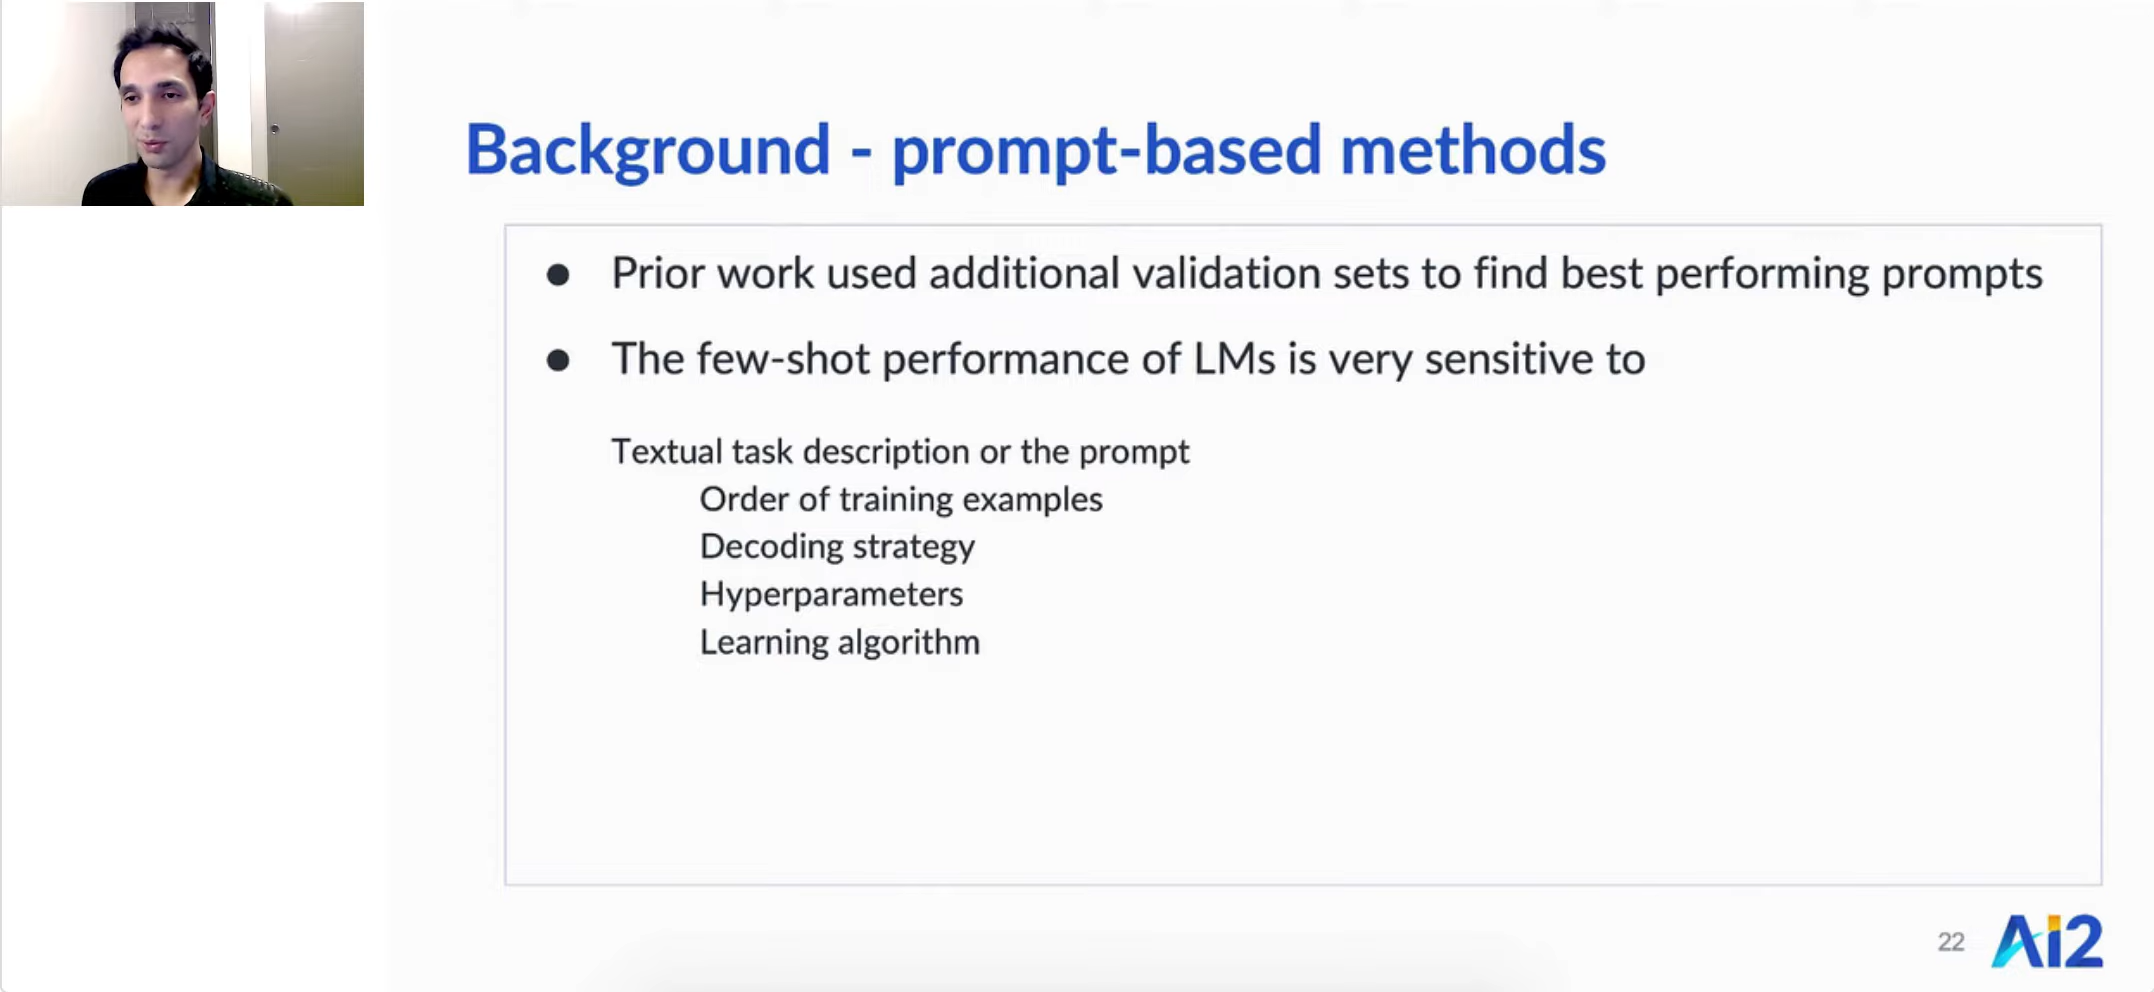 Background - prompt-based methods
● Prior work used additional validation sets to find best performing prompts
● The few-shot performance of LMs is very sensitive to
Textual task description or the prompt
Order of training examples
Decoding strategy
Hyperparameters
Learning algorithm
22
Ai2